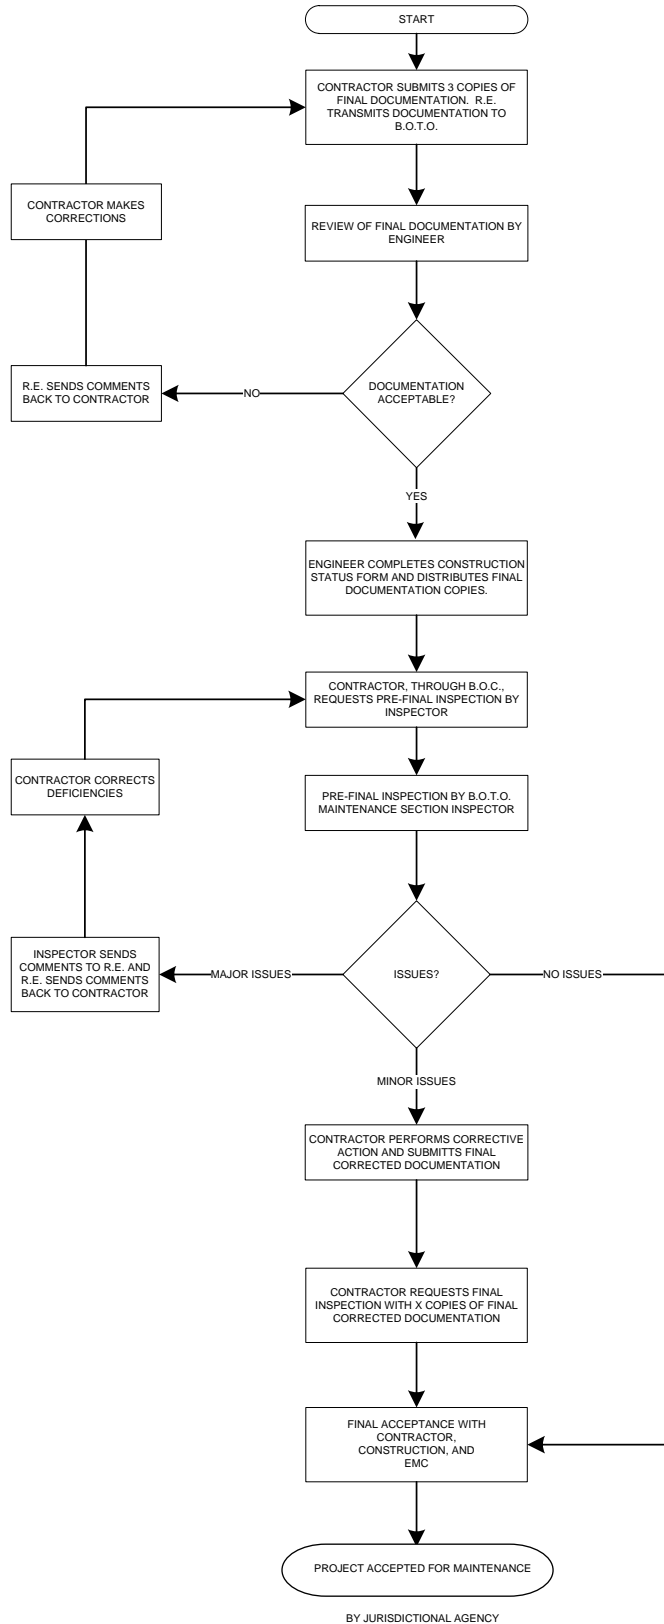 START
CONTRACTOR SUBMITS 3 COPIES OF
FINAL DOCUMENTATION. R.E.
TRANSMITS DOCUMENTATION TO
B.O.T.O.
CONTRACTOR MAKES
CORRECTIONS
REVIEW OF FINAL DOCUMENTATION BY
ENGINEER
DOCUMENTATION
ACCEPTABLE?
NO
R.E. SENDS COMMENTS
BACK TO CONTRACTOR
YES
ENGINEER COMPLETES CONSTRUCTION
STATUS FORM AND DISTRIBUTES FINAL
DOCUMENTATION COPIES.
CONTRACTOR, THROUGH B.O.C.,
REQUESTS PRE-FINAL INSPECTION BY
INSPECTOR
CONTRACTOR CORRECTS
DEFICIENCIES
PRE-FINAL INSPECTION BY B.O.T.O.
MAINTENANCE SECTION INSPECTOR
INSPECTOR SENDS
COMMENTS TO R.E. AND
R.E. SENDS COMMENTS
BACK TO CONTRACTOR
MAJOR ISSUES
ISSUES?
NO ISSUES
MINOR ISSUES
CONTRACTOR PERFORMS CORRECTIVE
ACTION AND SUBMITTS FINAL
CORRECTED DOCUMENTATION
CONTRACTOR REQUESTS FINAL
INSPECTION WITH X COPIES OF FINAL
CORRECTED DOCUMENTATION
FINAL ACCEPTANCE WITH
CONTRACTOR,
CONSTRUCTION, AND
EMC
PROJECT ACCEPTED FOR MAINTENANCE
BY JURISDICTIONAL AGENCY